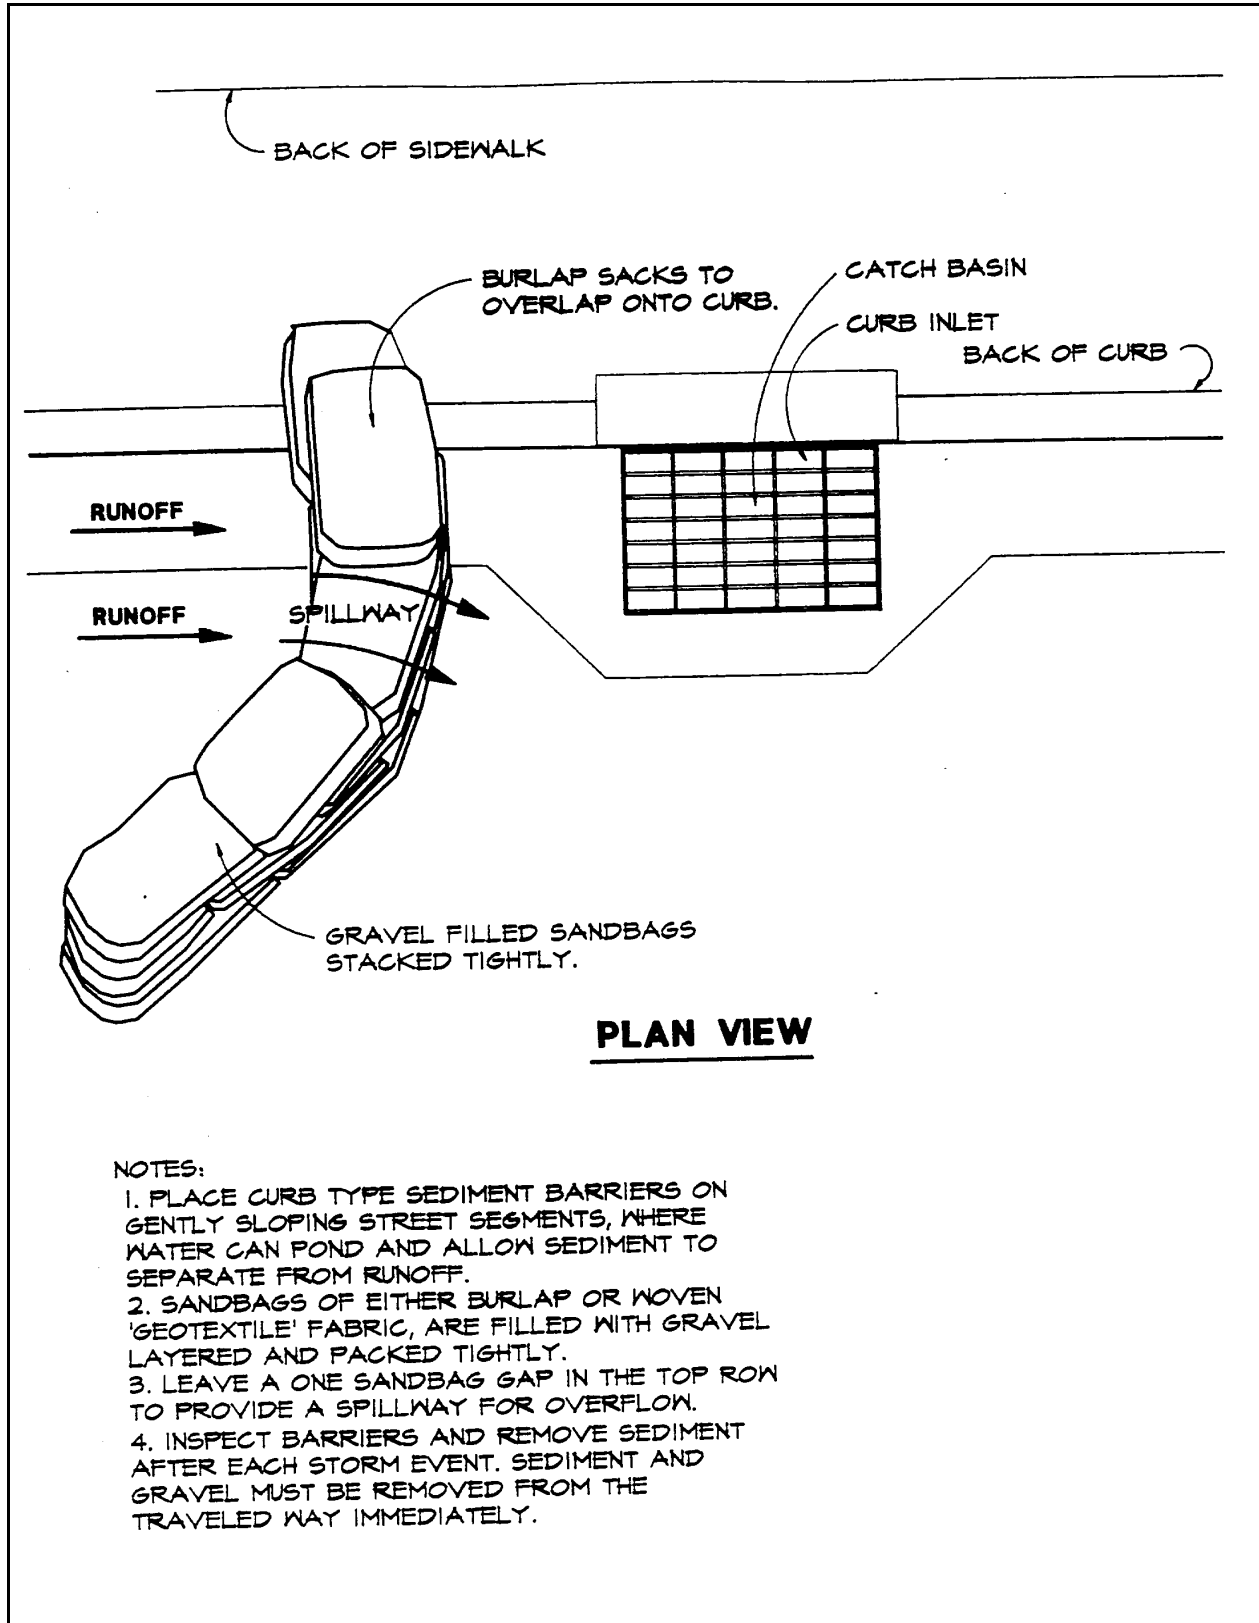 BACK OF SIDEWALK
BURLAP SACKS TO
OVERLAP ONTO CURB.
CATCH BASIN
CURB INLET
BACK OF CURB
RUNOFF
RUNOFF
SPILLWAY
GRAVEL FILLED SANDBAGS
STACKED TIGHTLY.
PLAN VIEW
NOTES:
1. PLACE CURB TYPE SEDIMENT BARRIERS ON
GENTLY SLOPING STREET SEGMENTS, WHERE
WATER CAN POND AND ALLOW SEDIMENT TO
SEPARATE FROM RUNOFF.
2. SANDBAGS OF EITHER BURLAP OR WOVEN
'GEOTEXTILE' FABRIC, ARE FILLED WITH GRAVEL
LAYERED AND PACKED TIGHTLY.
3. LEAVE A ONE SANDBAG GAP IN THE TOP ROW
TO PROVIDE A SPILLWAY FOR OVERFLOW.
4. INSPECT BARRIERS AND REMOVE SEDIMENT
AFTER EACH STORM EVENT. SEDIMENT AND
GRAVEL MUST BE REMOVED FROM THE
TRAVELED WAY IMMEDIATELY.